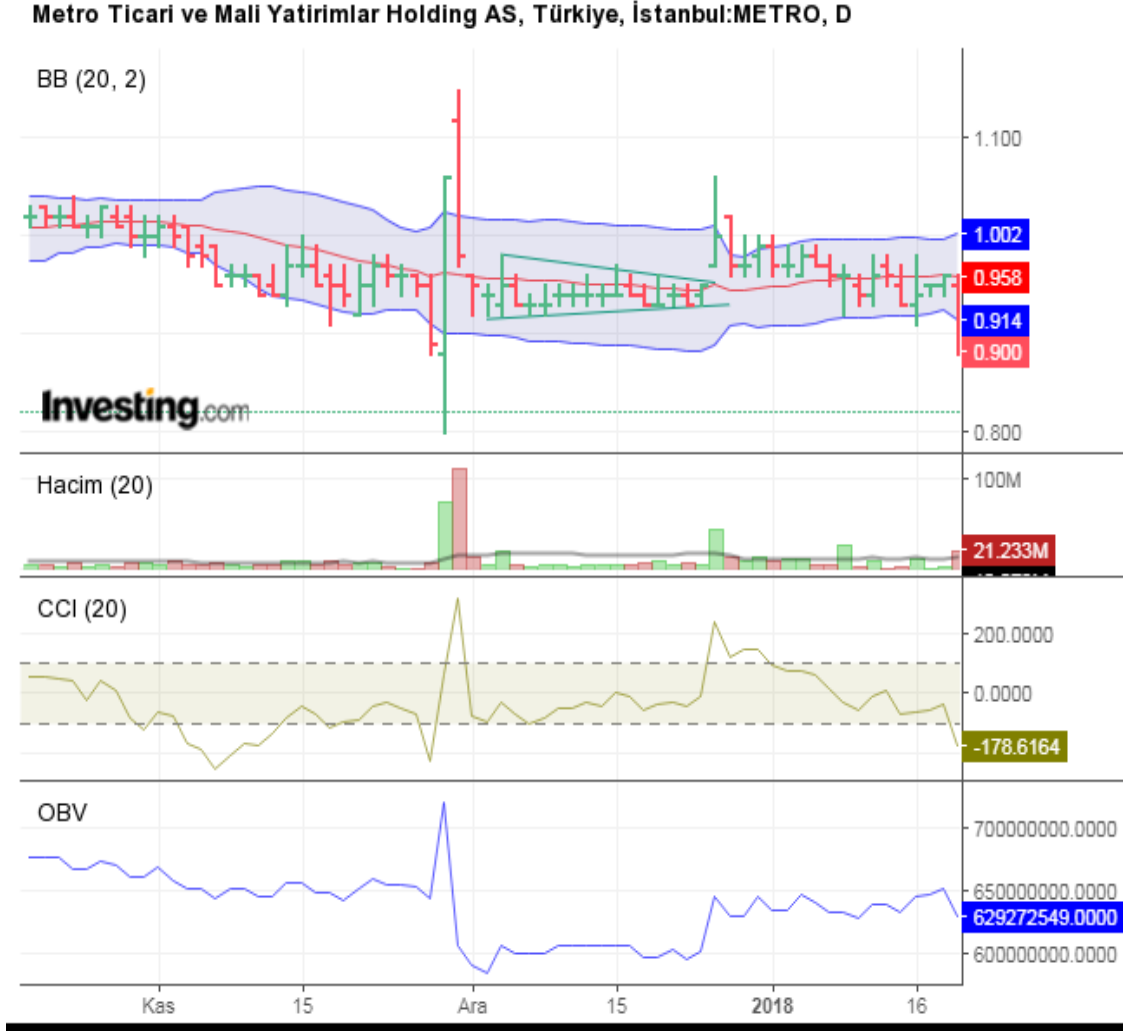 Metro Ticari ve Mali Yatirimlar Holding AS, Türkiye, İstanbul:METRO, D
BB (20, 2)
1.100
1.002
0.958
0.914
0.900
Investing.com
0.800
Hacim (20)
100M
21.233M
CCI (20)
200.0000
0.0000
-178.6164
OBV
700000000.0000
650000000.0000
629272549.0000
600000000.0000
Kas 15 Ara 15 2018 16